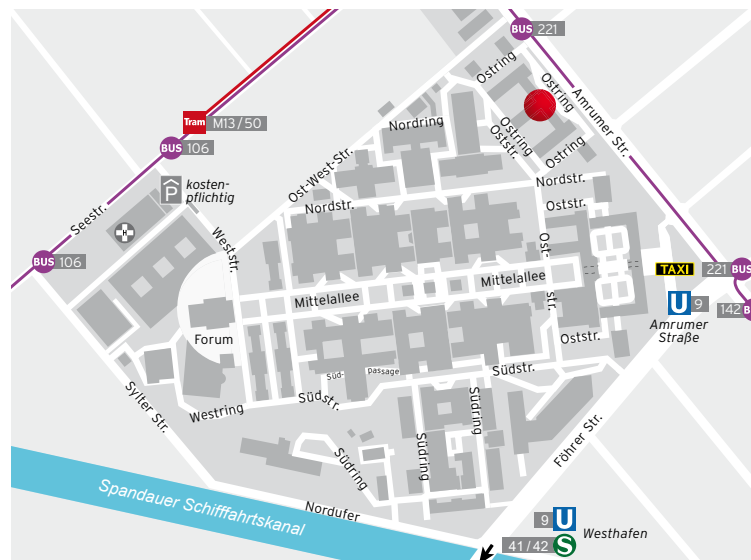 BUS 221
Ostring
Ostring
Amrumer Str.
Tram M13/50
BUS 106
Nordring
Ostring
Oststr.
Ostring
Ost-West-Str.
P kosten-
pflichtig
Nordstr.
Nordstr.
Oststr.
Seestr.
H
Weststr.
BUS 106
Ost-
str.
Mittelallee
Mittelallee
TAXI
221 BUS
U 9
142 B
Amrumer
Straße
Forum
Oststr.
Süd-
passage
Südstr.
Südstr.
Westring
Sylter Str.
Südring
Südring
Südring
Föhrer Str.
Spandauer Schifffahrtskanal
Nordufer
9 U
Westhafen
41/42 S